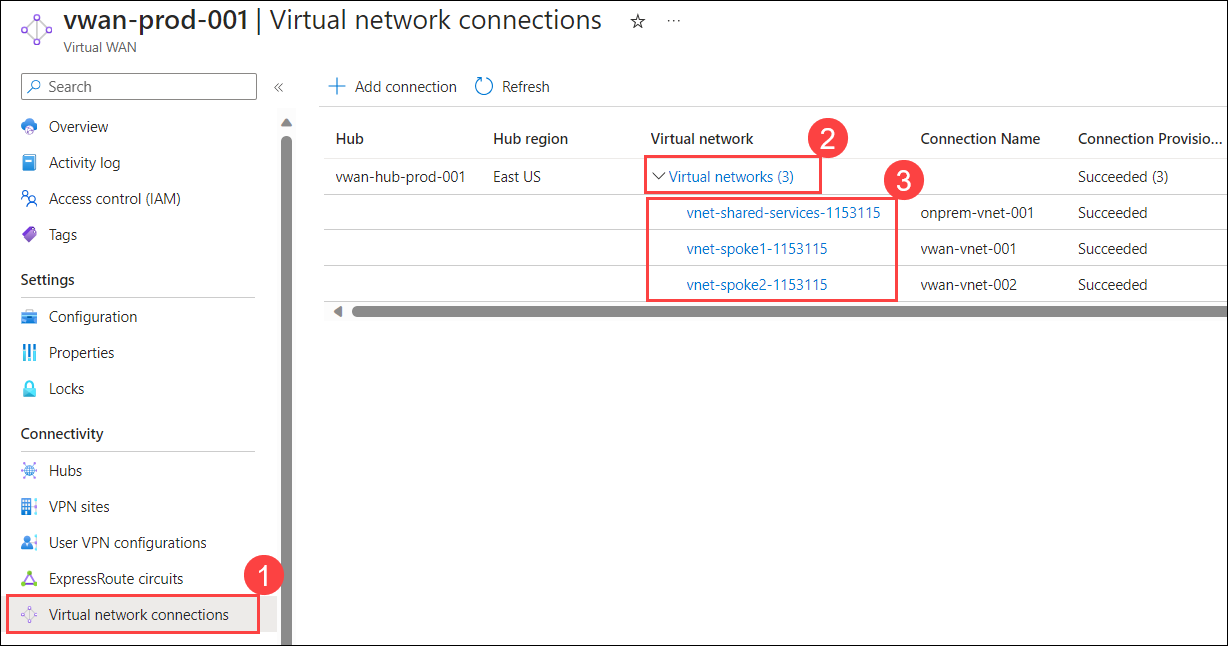 vwan-prod-001 | Virtual network connections ☆ ...
Virtual WAN
Search «
Overview
Activity log
Access control (IAM)
Tags
Settings
Configuration
Properties
Locks
Connectivity
Hubs
VPN sites
User VPN configurations
ExpressRoute circuits
1
Virtual network connections
+ Add connection Refresh
Hub Hub region Virtual network 2 Connection Name Connection Provisio...
vwan-hub-prod-001 East US Virtual networks (3) 3 Succeeded (3)
vnet-shared-services-1153115 onprem-vnet-001 Succeeded
vnet-spoke1-1153115 vwan-vnet-001 Succeeded
vnet-spoke2-1153115 vwan-vnet-002 Succeeded